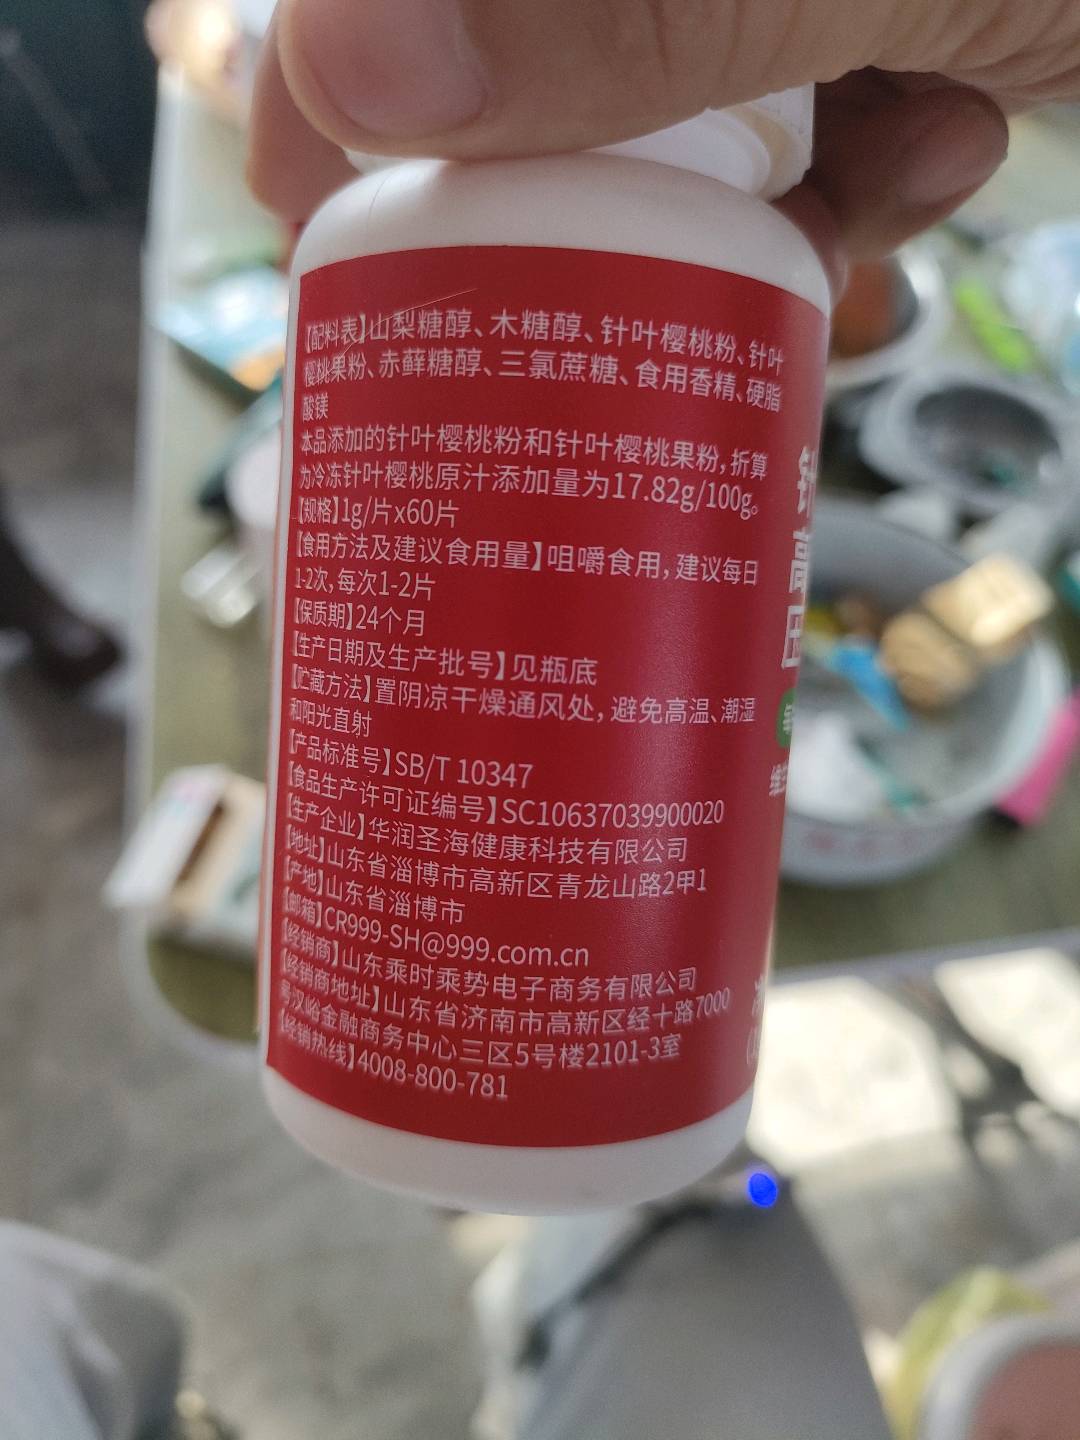 【配料表】山梨糖醇、木糖醇、针叶樱桃粉、针叶
樱桃果粉、赤藓糖醇、三氯蔗糖、食用香精、硬脂
酸镁
本品添加的针叶樱桃粉和针叶樱桃果粉，折算
为冷冻针叶樱桃原汁添加量为17.82g/100g。
【规格】1g/片x60片
【食用方法及建议食用量】咀嚼食用，建议每日
1-2次，每次1-2片
【保质期】24个月
【生产日期及生产批号】见瓶底
【贮藏方法】置阴凉干燥通风处，避免高温、潮湿
和阳光直射
【产品标准号】SB/T 10347
【食品生产许可证编号】SC10637039900020
【生产企业】华润圣海健康科技有限公司
【地址】山东省淄博市高新区青龙山路2甲1
【产地】山东省淄博市
【邮箱】CR999-SH@999.com.cn
【经销商】山东乘时乘势电子商务有限公司
【经销商地址】山东省济南市高新区经十路7000
号汉峪金融商务中心三区5号楼2101-3室
【经销热线】4008-800-781
针
高